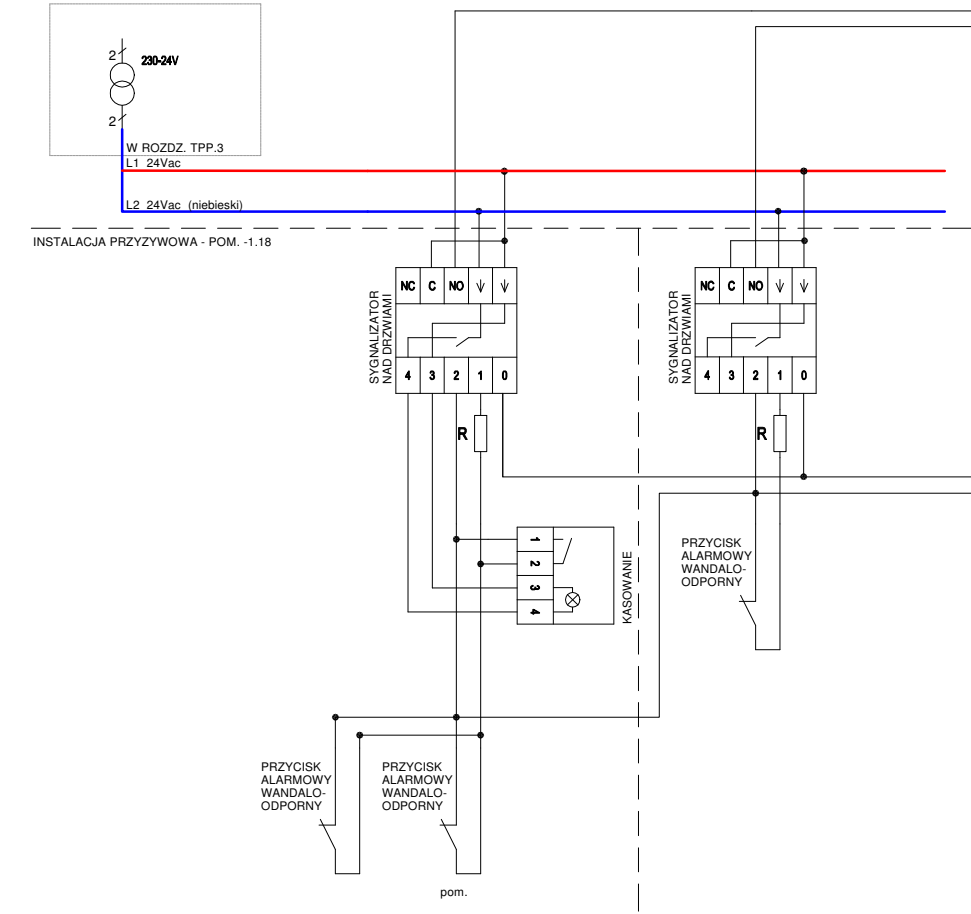 2
230-24V
2
W ROZDZ. TPP.3
L1 24Vac
L2 24Vac (niebieski)
INSTALACJA PRZYZYWOWA - POM. -1.18
SYGNALIZATOR
NAD DRZWIAMI
NC C NO
4 3 2 1 0
R
SYGNALIZATOR
NAD DRZWIAMI
NC C NO
4 3 2 1 0
R
1
2
3
4
KASOWANIE
PRZYCISK
ALARMOWY
WANDALO-
ODPORNY
PRZYCISK
ALARMOWY
WANDALO-
ODPORNY
PRZYCISK
ALARMOWY
WANDALO-
ODPORNY
pom.